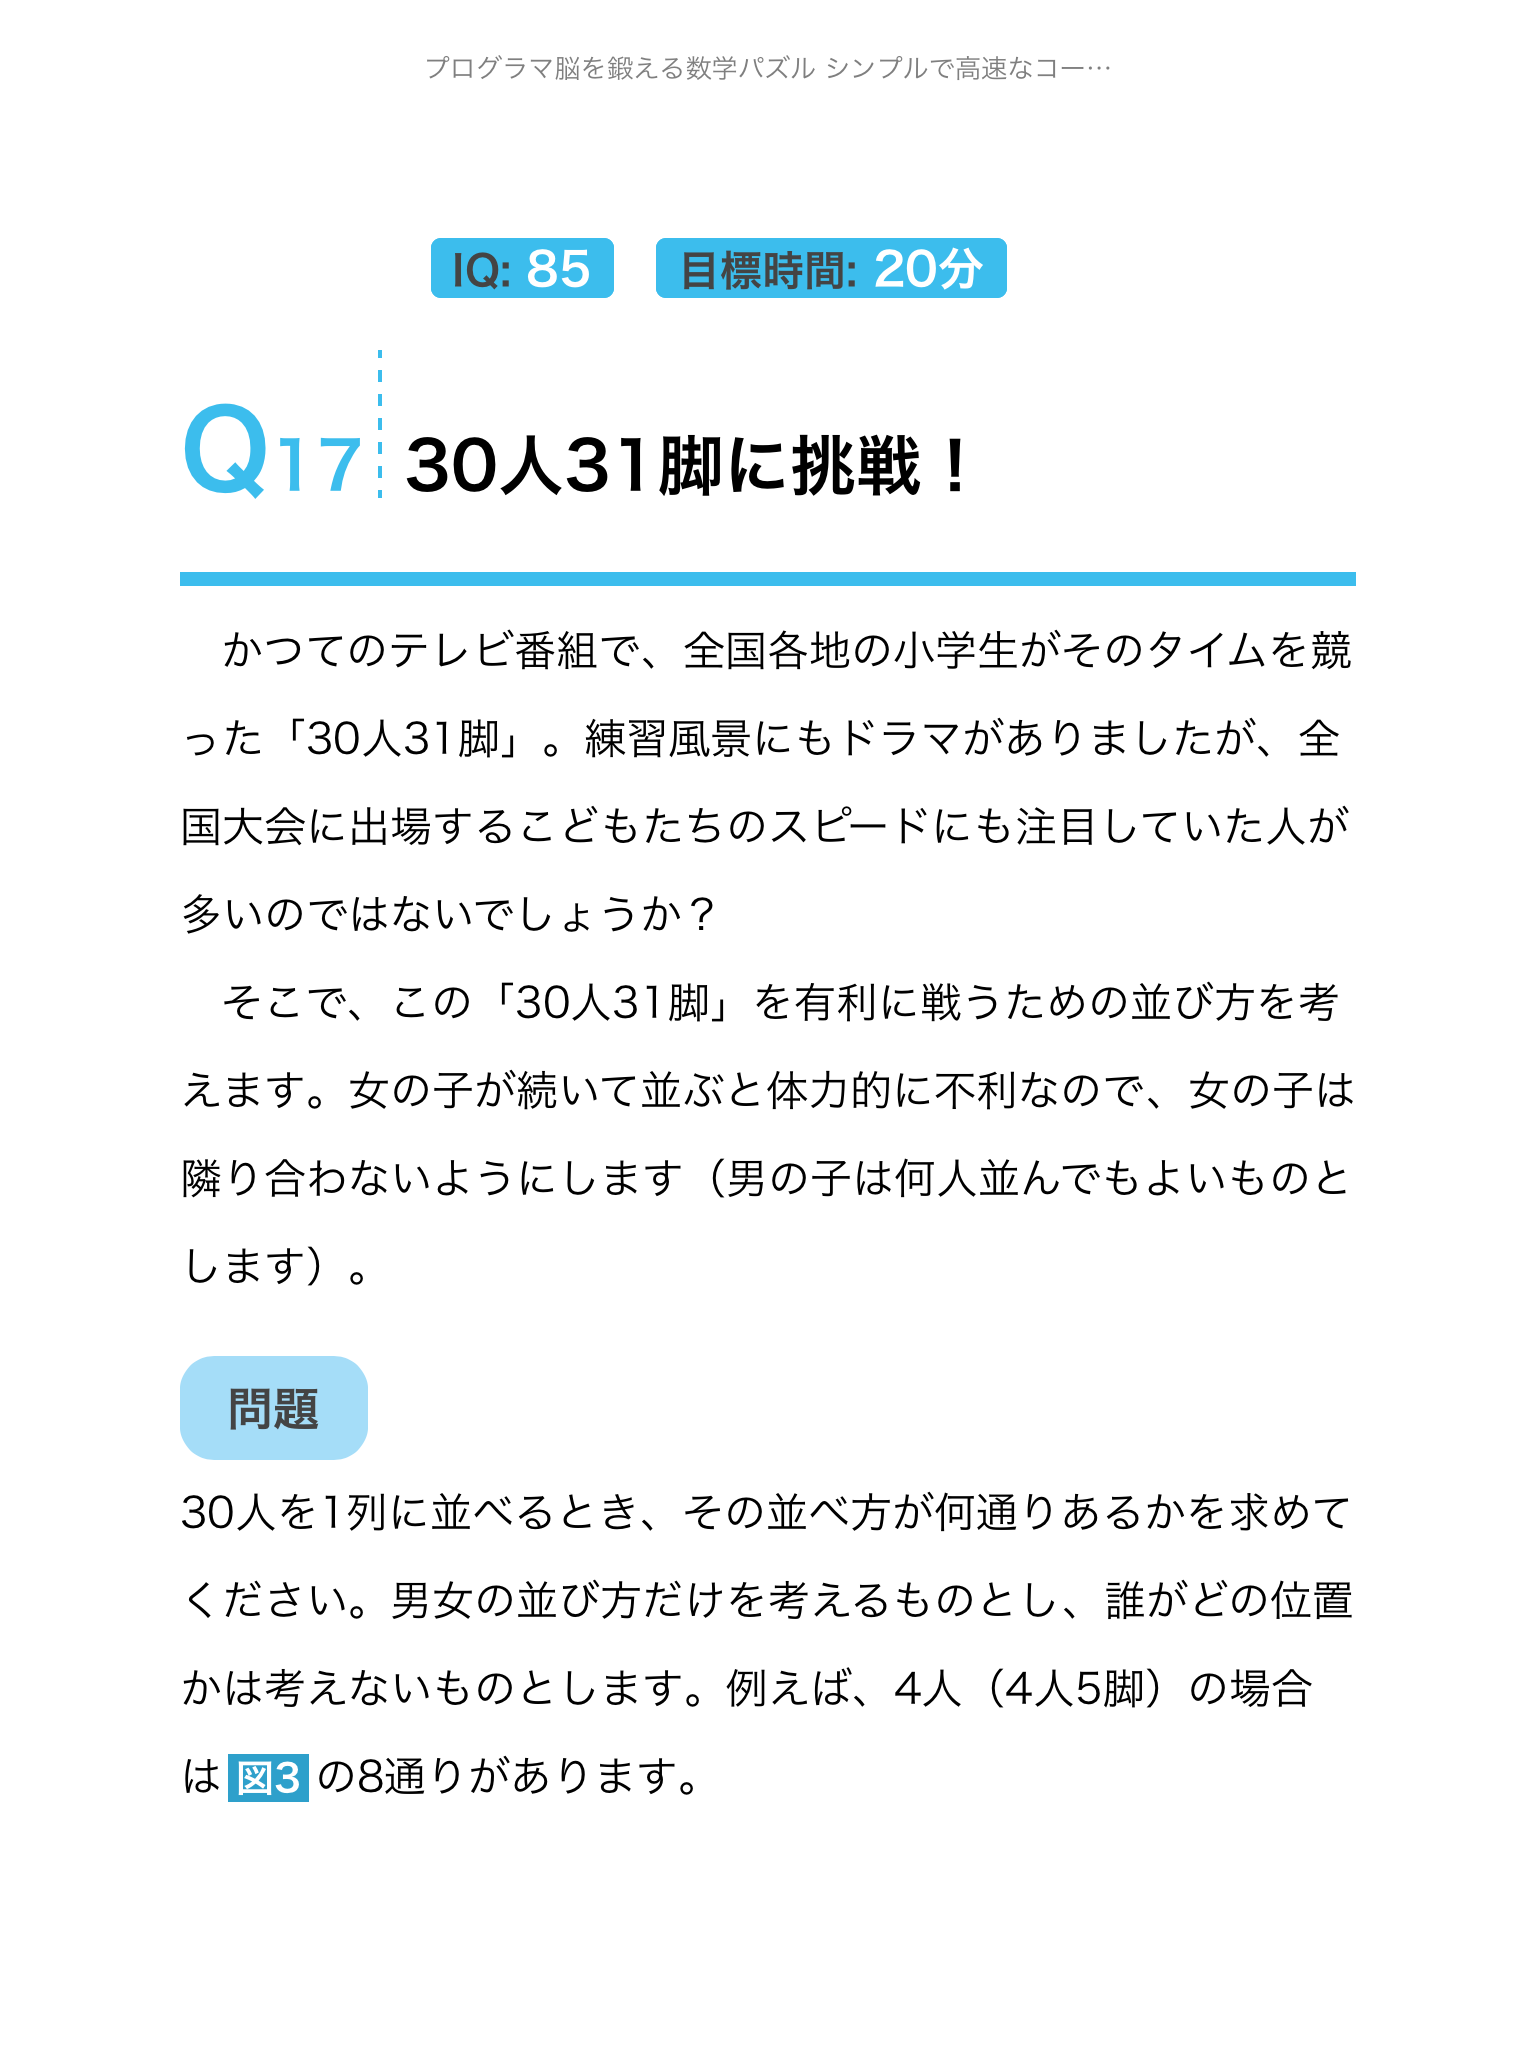 プログラマ脳を鍛える数学パズル シンプルで高速なコー…
IQ: 85 目標時間: 20分
Q17 30人31脚に挑戦！
かつてのテレビ番組で、全国各地の小学生がそのタイムを競
った「30人31脚」。練習風景にもドラマがありましたが、全
国大会に出場するこどもたちのスピードにも注目していた人が
多いのではないでしょうか？
そこで、この「30人31脚」を有利に戦うための並び方を考
えます。女の子が続いて並ぶと体力的に不利なので、女の子は
隣り合わないようにします（男の子は何人並んでもよいものと
します）。
問題
30人を1列に並べるとき、その並べ方が何通りあるかを求めて
ください。男女の並び方だけを考えるものとし、誰がどの位置
かは考えないものとします。例えば、4人（4人5脚）の場合
は 図3 の8通りがあります。